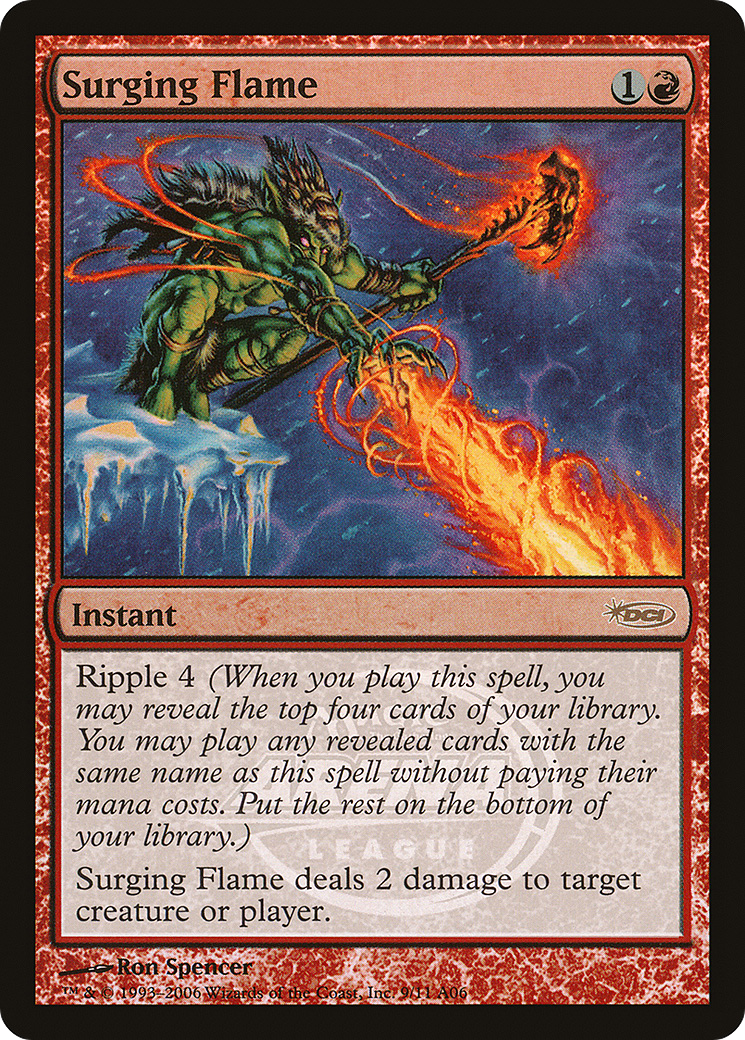 Surging Flame 1
Instant DCI
Ripple 4 (When you play this spell, you
may reveal the top four cards of your library.
You may play any revealed cards with the
same name as this spell without paying their
mana costs. Put the rest on the bottom of
your library.)
ARENA
LEAGUE
Surging Flame deals 2 damage to target
creature or player.
Ron Spencer
™ & © 1993–2006 Wizards of the Coast, Inc. 9/11 A06